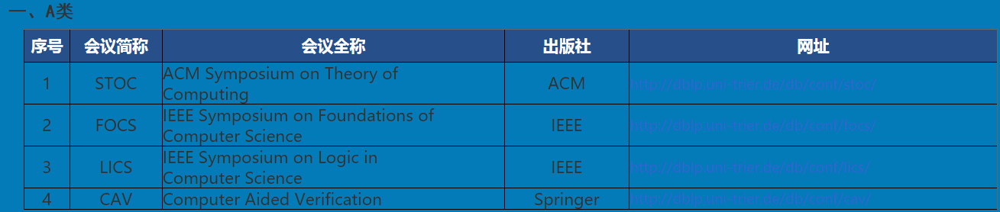 一、A类
序号 会议简称 会议全称 出版社 网址
1 STOC ACM Symposium on Theory of
Computing ACM http://dblp.uni-trier.de/db/conf/stoc/
2 FOCS IEEE Symposium on Foundations of
Computer Science IEEE http://dblp.uni-trier.de/db/conf/focs/
3 LICS IEEE Symposium on Logic in
Computer Science IEEE http://dblp.uni-trier.de/db/conf/lics/
4 CAV Computer Aided Verification Springer http://dblp.uni-trier.de/db/conf/cav/